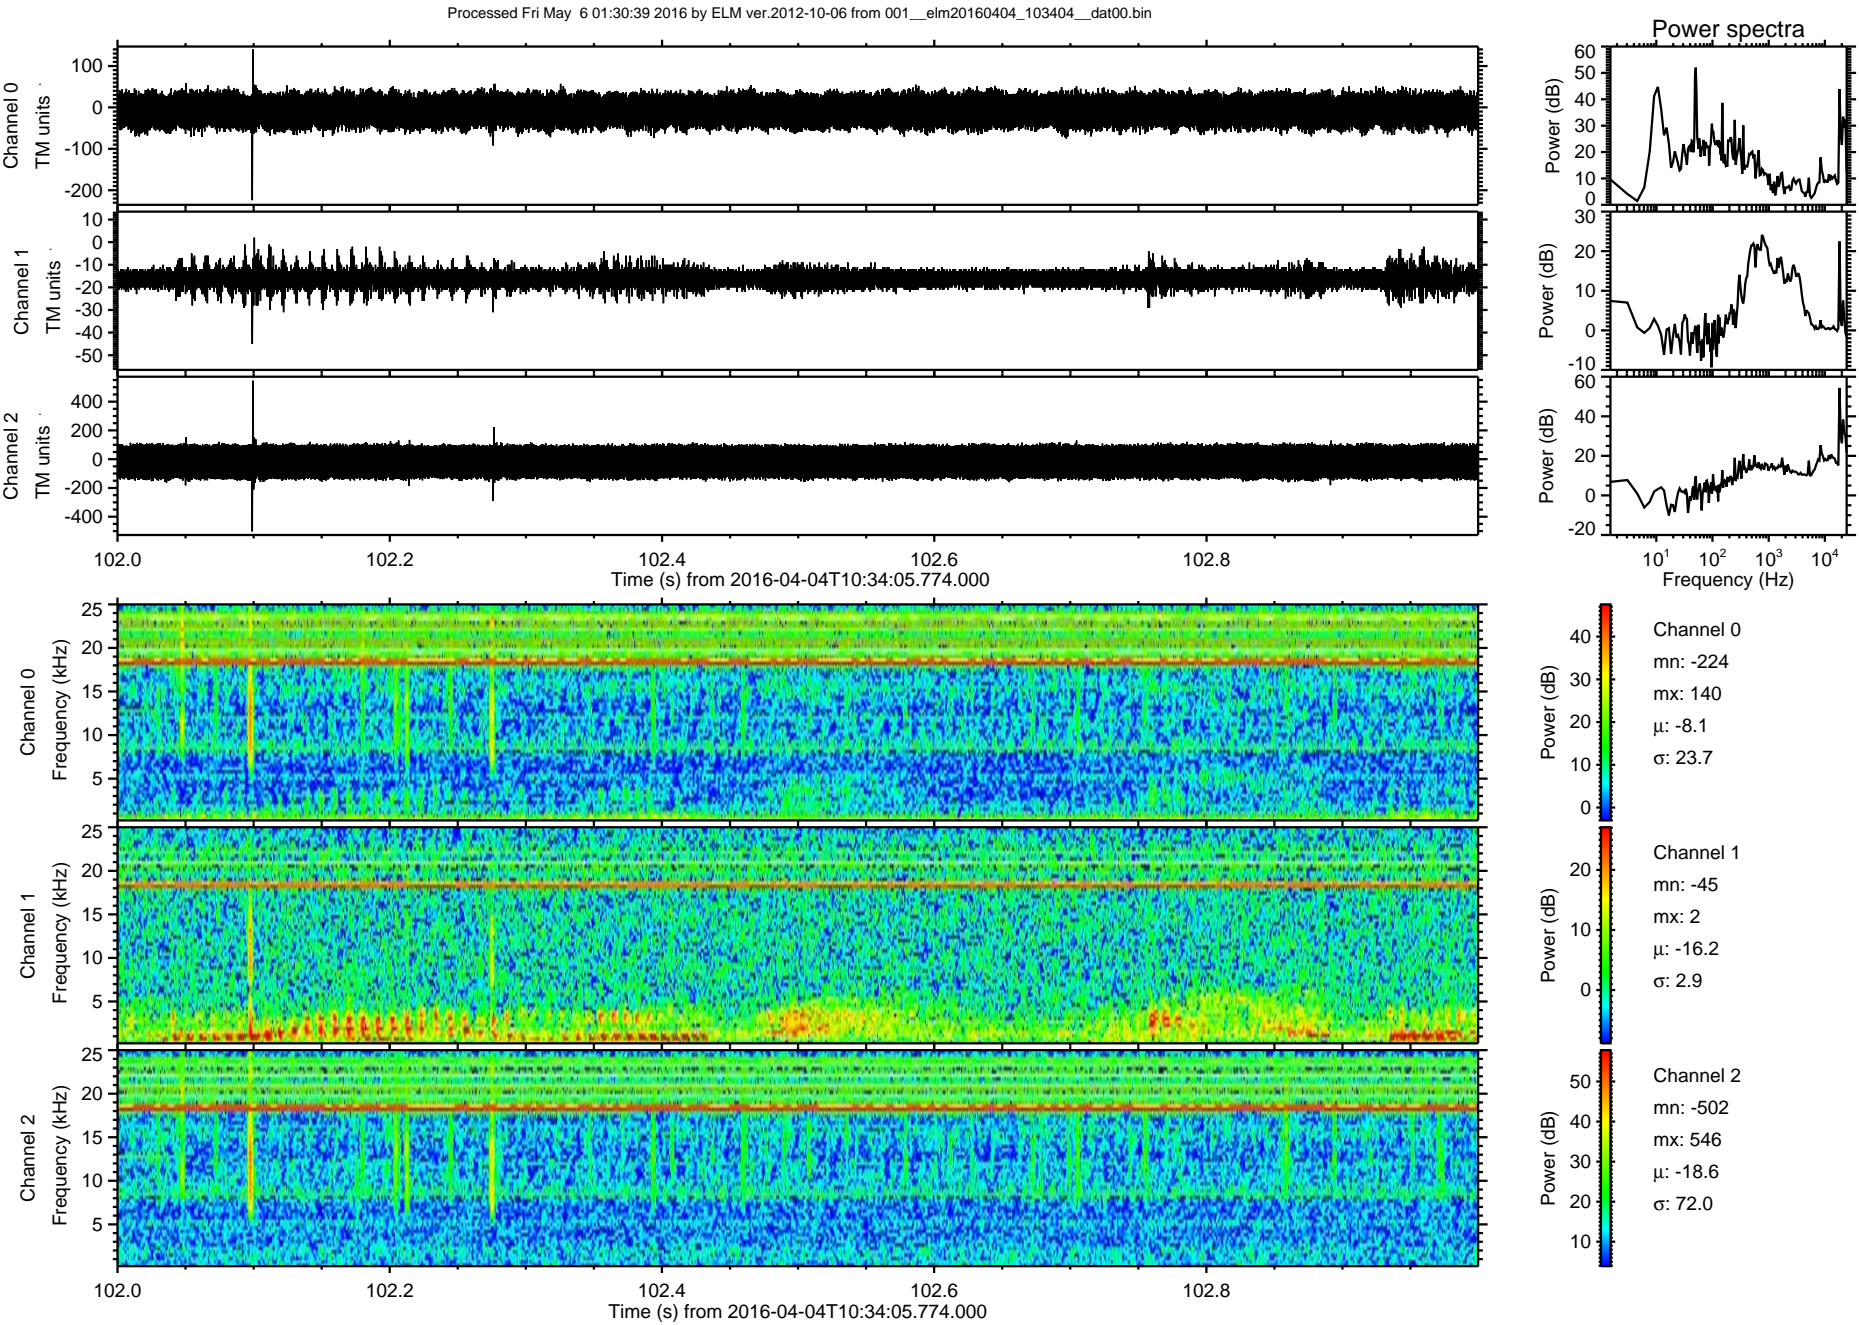 Processed Fri May  6 01:30:39 2016 by ELM ver.2012-10-06 from 001__elm20160404_103404__dat00.bin
Power spectra
Channel 0
TM units
100
0
-100
-200
Power (dB)
60
50
40
30
20
10
0
Channel 1
TM units
10
0
-10
-20
-30
-40
-50
Power (dB)
30
20
10
0
-10
Channel 2
TM units
400
200
0
-200
-400
Power (dB)
60
40
20
0
-20
102.0 102.2 102.4 102.6 102.8
Time (s) from 2016-04-04T10:34:05.774.000
10¹ 10² 10³ 10⁴
Frequency (Hz)
Channel 0
Frequency (kHz)
25
20
15
10
5
Power (dB)
40
30
20
10
0
Channel 0
mn: -224
mx: 140
μ: -8.1
σ: 23.7
Channel 1
Frequency (kHz)
25
20
15
10
5
Power (dB)
20
10
0
Channel 1
mn: -45
mx: 2
μ: -16.2
σ: 2.9
Channel 2
Frequency (kHz)
25
20
15
10
5
Power (dB)
50
40
30
20
10
Channel 2
mn: -502
mx: 546
μ: -18.6
σ: 72.0
102.0 102.2 102.4 102.6 102.8
Time (s) from 2016-04-04T10:34:05.774.000